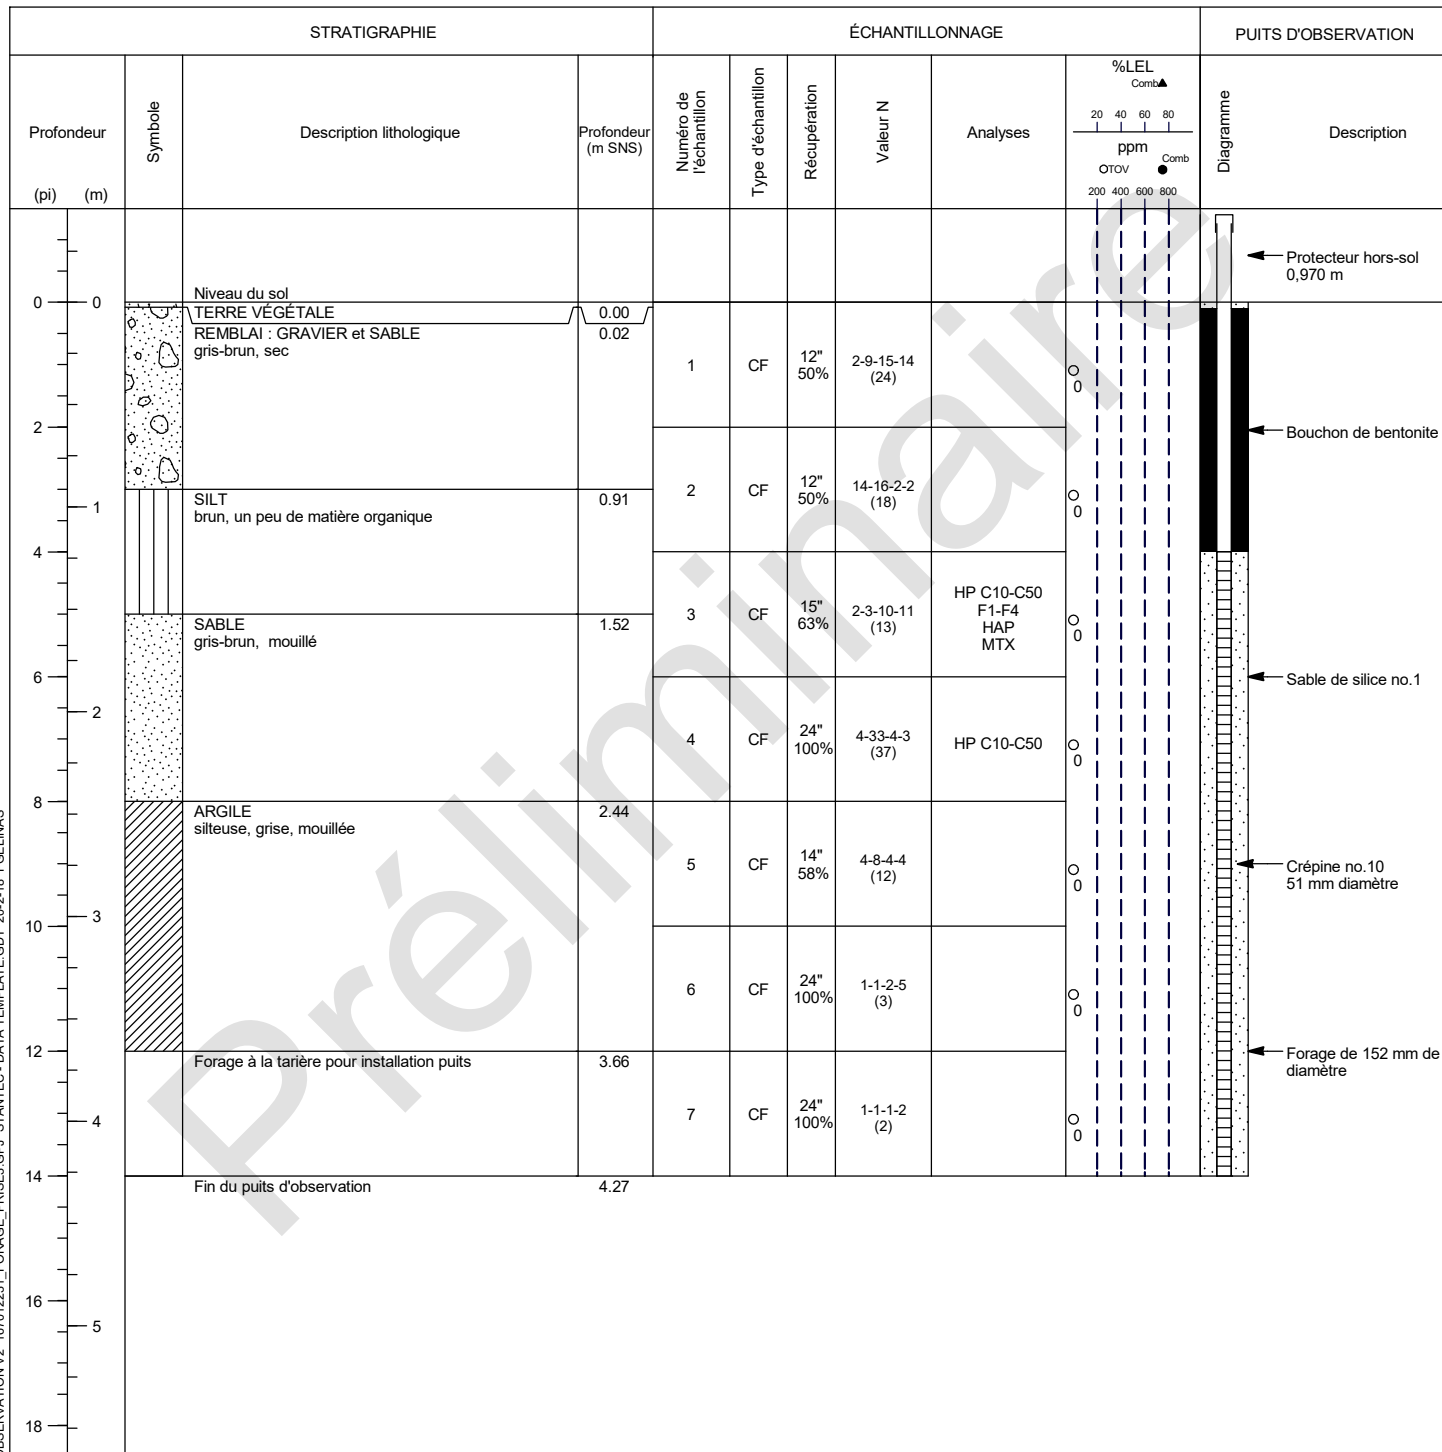 STRATIGRAPHIE
ÉCHANTILLONNAGE
PUITS D'OBSERVATION
Profondeur
(pi) (m)
Symbole
Description lithologique
Profondeur
(m SNS)
Numéro de
l'échantillon
Type d'échantillon
Récupération
Valeur N
Analyses
%LEL
Comb
20 40 60 80
ppm
TOV
Comb
200 400 600 800
Diagramme
Description
Protecteur hors-sol
0,970 m
Niveau du sol
0 0
TERRE VÉGÉTALE 0.00
REMBLAI : GRAVIER et SABLE 0.02
gris-brun, sec
1 CF 12" 50% 2-9-15-14 (24) 0
2
Bouchon de bentonite
2 CF 12" 50% 14-16-2-2 (18) 0
SILT 0.91
brun, un peu de matière organique
1
4
3 CF 15" 63% 2-3-10-11 (13)
HP C10-C50
F1-F4
HAP
MTX
0
SABLE 1.52
gris-brun, mouillé
6
Sable de silice no.1
2
4 CF 24" 100% 4-33-4-3 (37) HP C10-C50 0
8
ARGILE 2.44
silteuse, grise, mouillée
5 CF 14" 58% 4-8-4-4 (12) 0
Crépine no.10
51 mm diamètre
3
10
6 CF 24" 100% 1-1-2-5 (3) 0
12
Forage à la tarière pour installation puits 3.66
Forage de 152 mm de
diamètre
7 CF 24" 100% 1-1-1-2 (2) 0
4
14
Fin du puits d'observation 4.27
16
5
18
Préliminaire